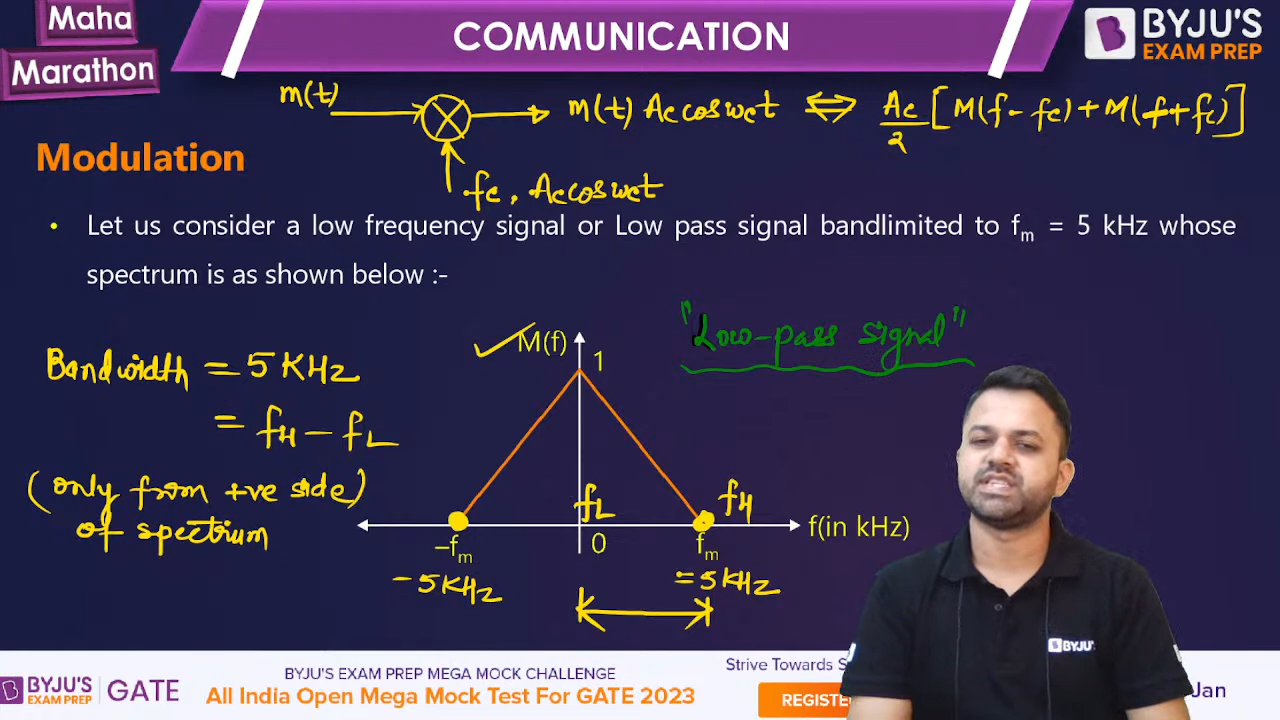 Maha
Marathon
COMMUNICATION
BYJU'S
EXAM PREP
m(t)
m(t) Accoswct ⟺ Ac/2 [M(f-fc)+M(f+fc)]
fc, Accoswct
Modulation
• Let us consider a low frequency signal or Low pass signal bandlimited to fm = 5 kHz whose
spectrum is as shown below :-
"Low-pass signal"
M(f)
1
Bandwidth = 5 KHz
= fH - fL
(only from +ve side)
of spectrum
fL
fH
–fm
0
fm
f(in kHz)
-5KHz
=5KHz
BYJU'S
BYJU'S
EXAM PREP
GATE
BYJU'S EXAM PREP MEGA MOCK CHALLENGE
All India Open Mega Mock Test For GATE 2023
Strive Towards
Jan